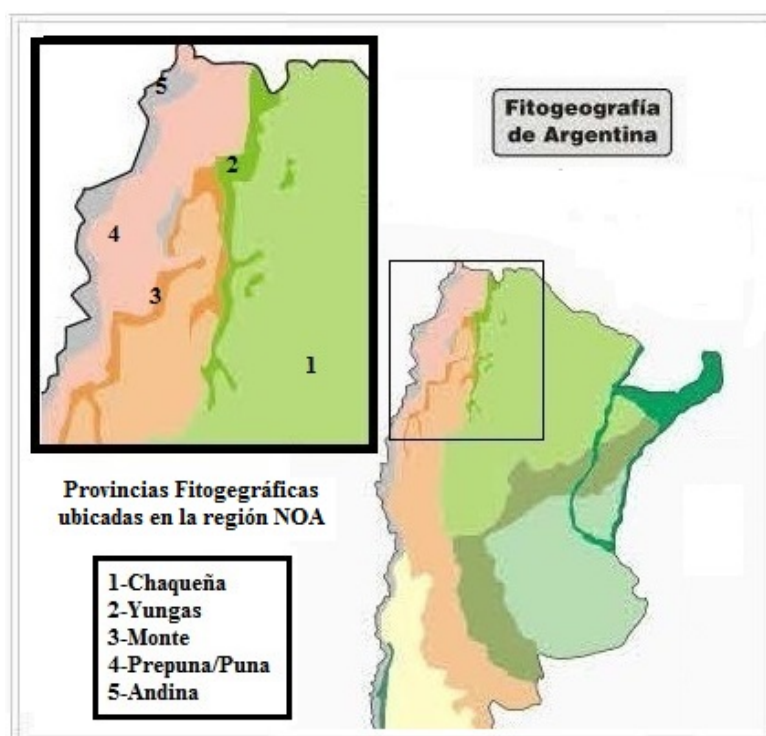 5
2
4
3
1
Fitogeografía
de Argentina
Provincias Fitogegráficas
ubicadas en la región NOA
1-Chaqueña
2-Yungas
3-Monte
4-Prepuna/Puna
5-Andina